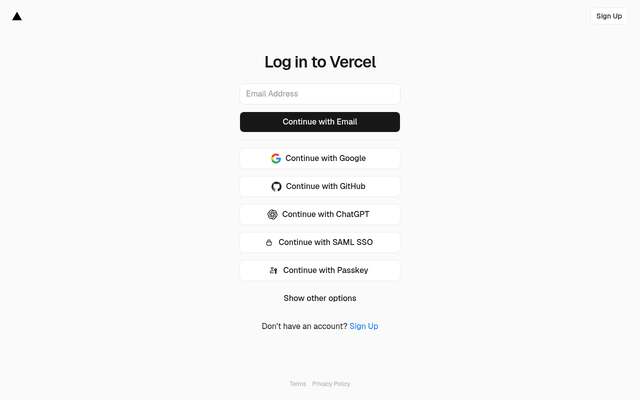 Sign Up
Log in to Vercel
Email Address
Continue with Email
Continue with Google
Continue with GitHub
Continue with ChatGPT
Continue with SAML SSO
Continue with Passkey
Show other options
Don't have an account? Sign Up
Terms Privacy Policy